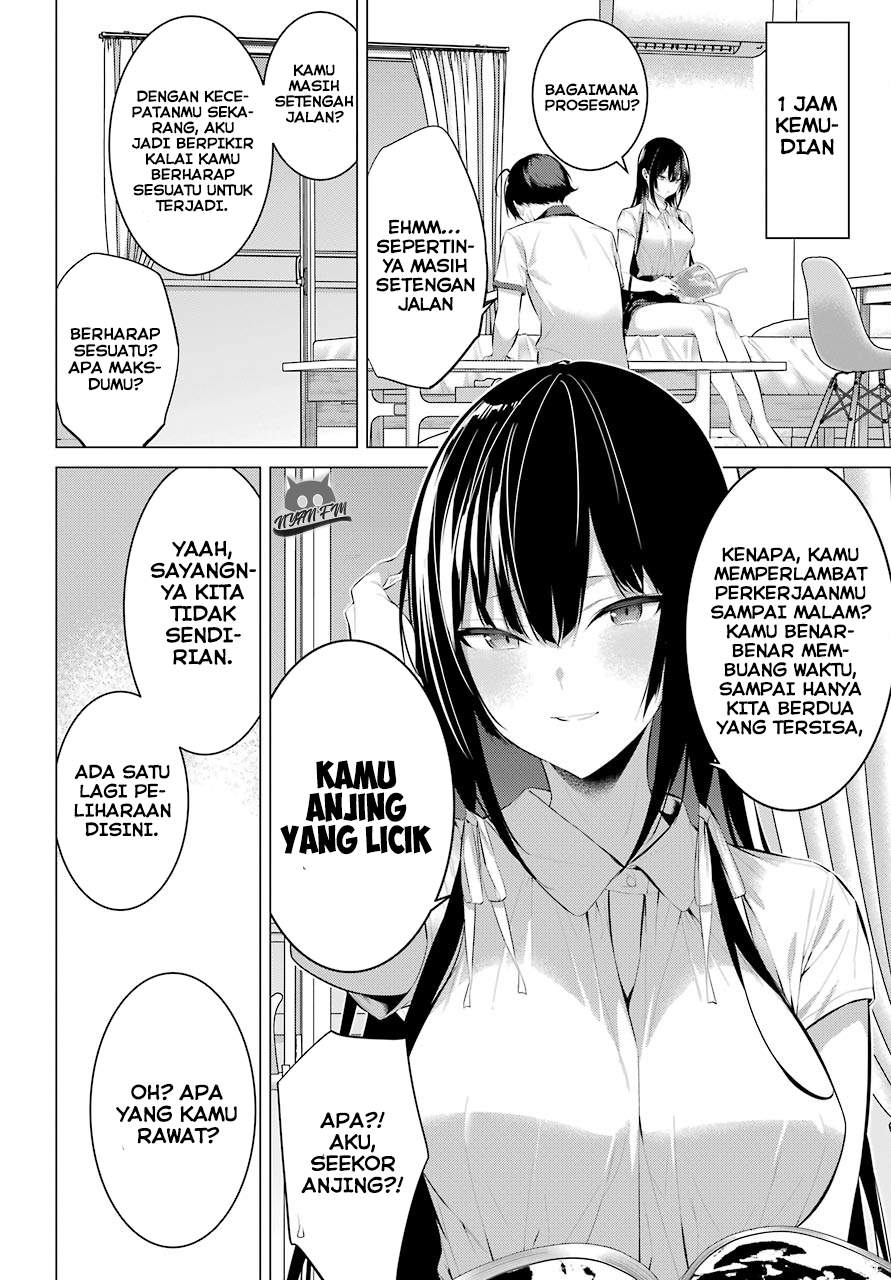 1 JAM
KEMU-
DIAN
BAGAIMANA
PROSESMU?
EHMM...
SEPERTIN-
YA MASIH
SETENGAH
JALAN
KAMU
MASIH
SETENGAH
JALAN?
DENGAN KECE-
PATANMU SEKA-
RANG, AKU
JADI BERPIKIR
KALAI KAMU
BERHARAP
SESUATU UNTUK
TERJADI.
BERHARAP
SESUATU?
APA MAKS-
DUMU?
KENAPA, KAMU
MEMPERLAMBAT
PERKERJAANMU
SAMPAI MALAM?
KAMU BENAR-
BENAR MEM-
BUANG WAKTU,
SAMPAI HANYA
KITA BERDUA
YANG TERSISA,
KAMU
ANJING
YANG LICIK
APA?!
AKU,
SEEKOR
ANJING?!
NYAN FM
YAAH,
SAYANGN-
YA KITA
TIDAK
SENDI-
RIAN.
ADA SATU
LAGI PE-
LIHARAAN
DISINI.
OH? APA
YANG KAMU
RAWAT?